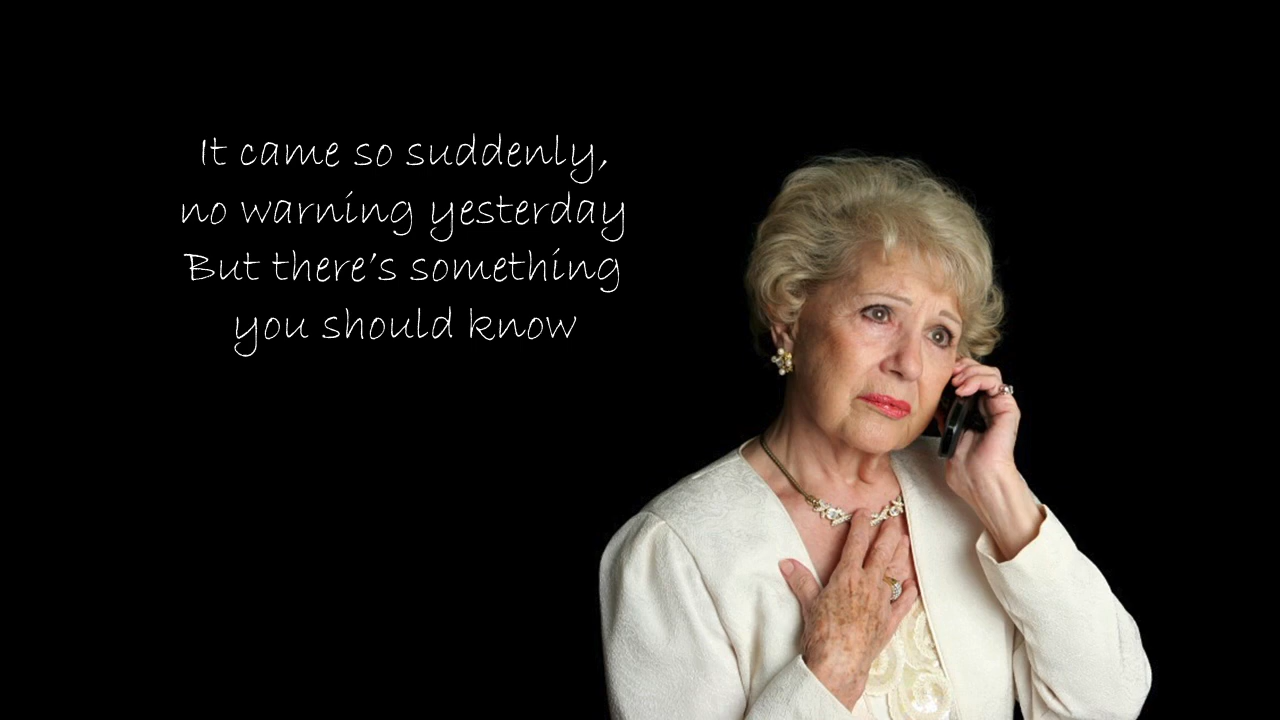 It came so suddenly,
no warning yesterday
But there’s something
you should know